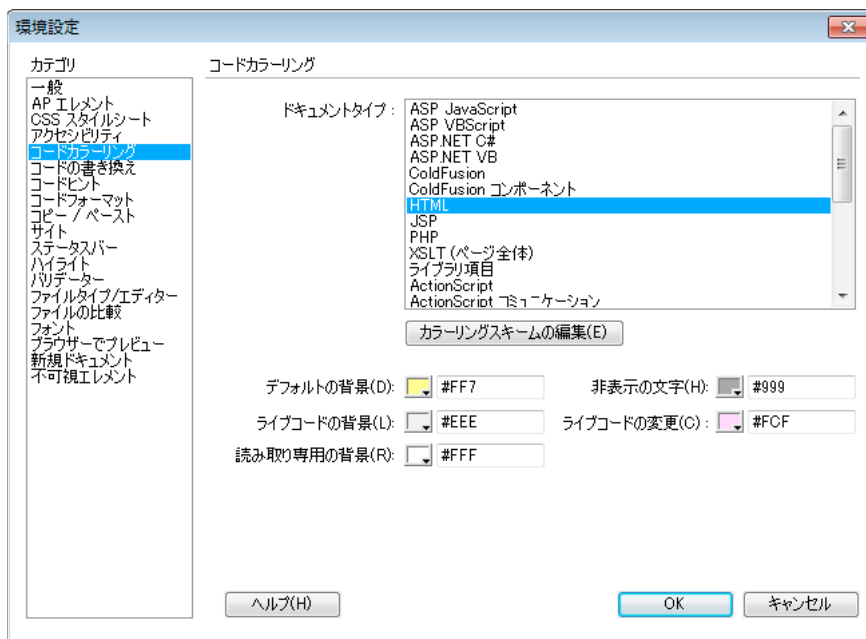 環境設定
カテゴリ
一般
AP エレメント
CSS スタイルシート
アクセシビリティ
コードカラーリング
コードの書き換え
コードヒント
コードフォーマット
コピー / ペースト
サイト
ステータスバー
ハイライト
バリデーター
ファイルタイプ/エディター
ファイルの比較
フォント
ブラウザーでプレビュー
新規ドキュメント
不可視エレメント
コードカラーリング
ドキュメントタイプ :
ASP JavaScript
ASP VBScript
ASP.NET C#
ASP.NET VB
ColdFusion
ColdFusion コンポーネント
HTML
JSP
PHP
XSLT (ページ全体)
ライブラリ項目
ActionScript
ActionScript コミュニケーション
カラーリングスキームの編集(E)
デフォルトの背景(D): #FF7 非表示の文字(H): #999
ライブコードの背景(L): #EEE ライブコードの変更(C) : #FCF
読み取り専用の背景(R): #FFF
ヘルプ(H) OK キャンセル